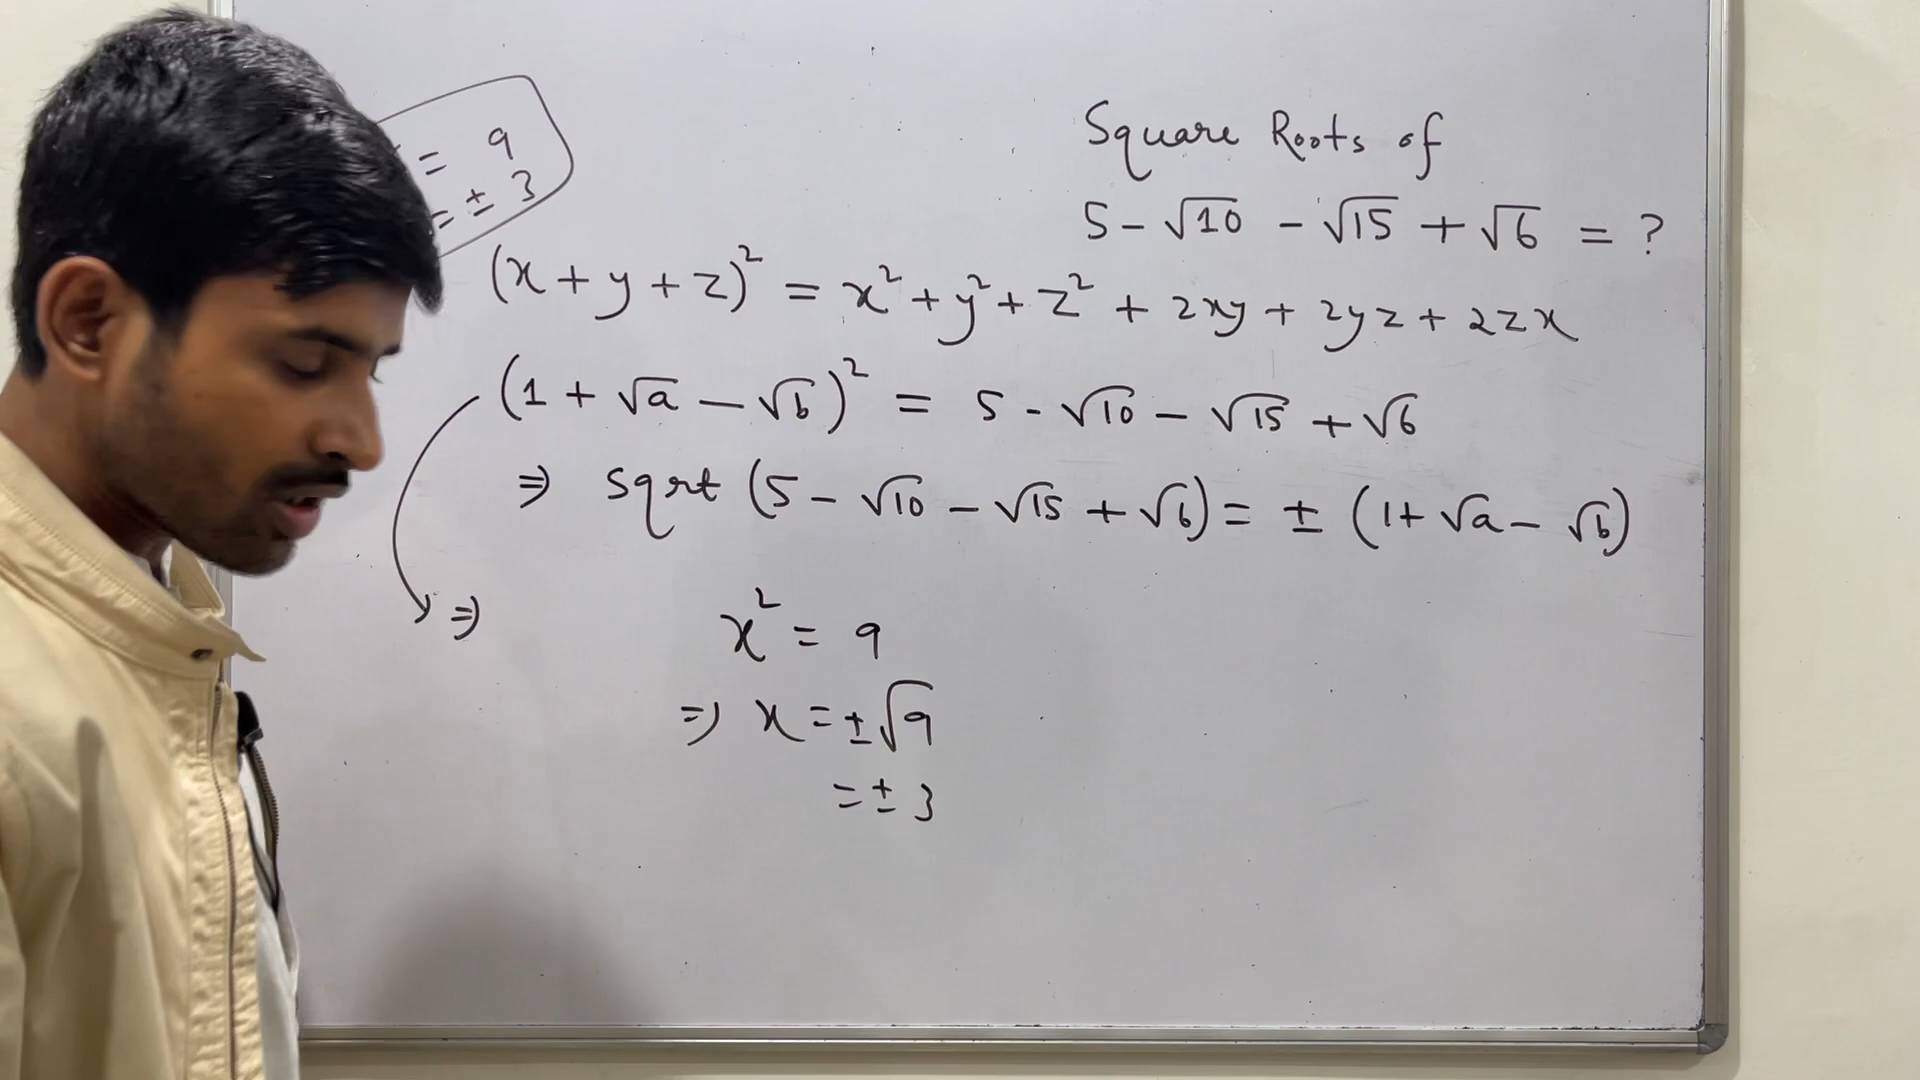 = 9
= ± 3
Square Roots of
5 - √10 - √15 + √6 = ?
(x + y + z)² = x² + y² + z² + 2xy + 2yz + 2zx
(1 + √a - √b)² = 5 - √10 - √15 + √6
⇒ sqrt (5 - √10 - √15 + √6) = ± (1 + √a - √b)
⇒ x² = 9
⇒ x = ± √9
= ± 3